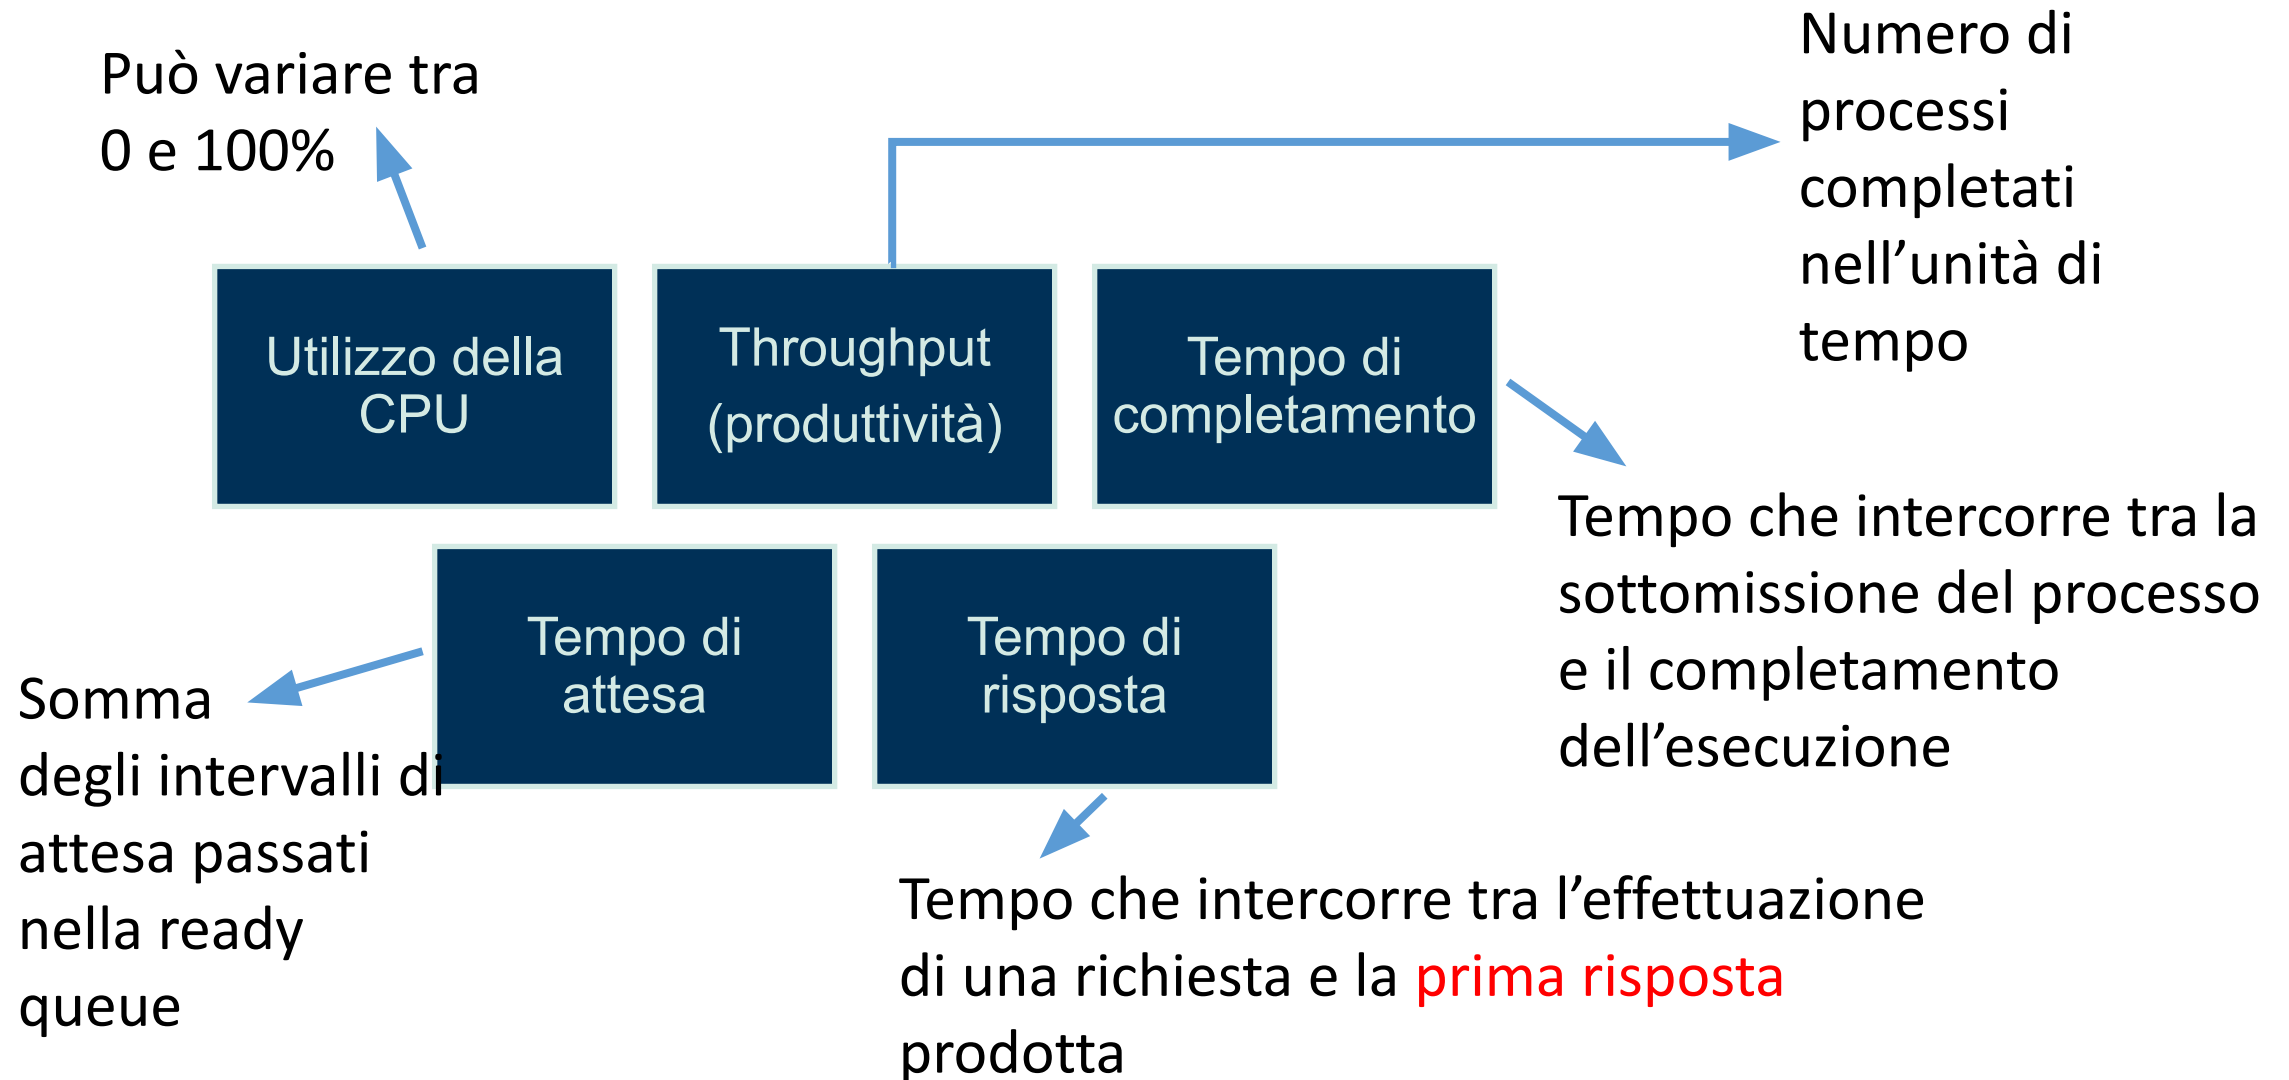 Può variare tra
0 e 100%
Numero di
processi
completati
nell’unità di
tempo
Utilizzo della
CPU
Throughput
(produttività)
Tempo di
completamento
Tempo che intercorre tra la
sottomissione del processo
e il completamento
dell’esecuzione
Tempo di
attesa
Tempo di
risposta
Somma
degli intervalli di
attesa passati
nella ready
queue
Tempo che intercorre tra l’effettuazione
di una richiesta e la prima risposta
prodotta